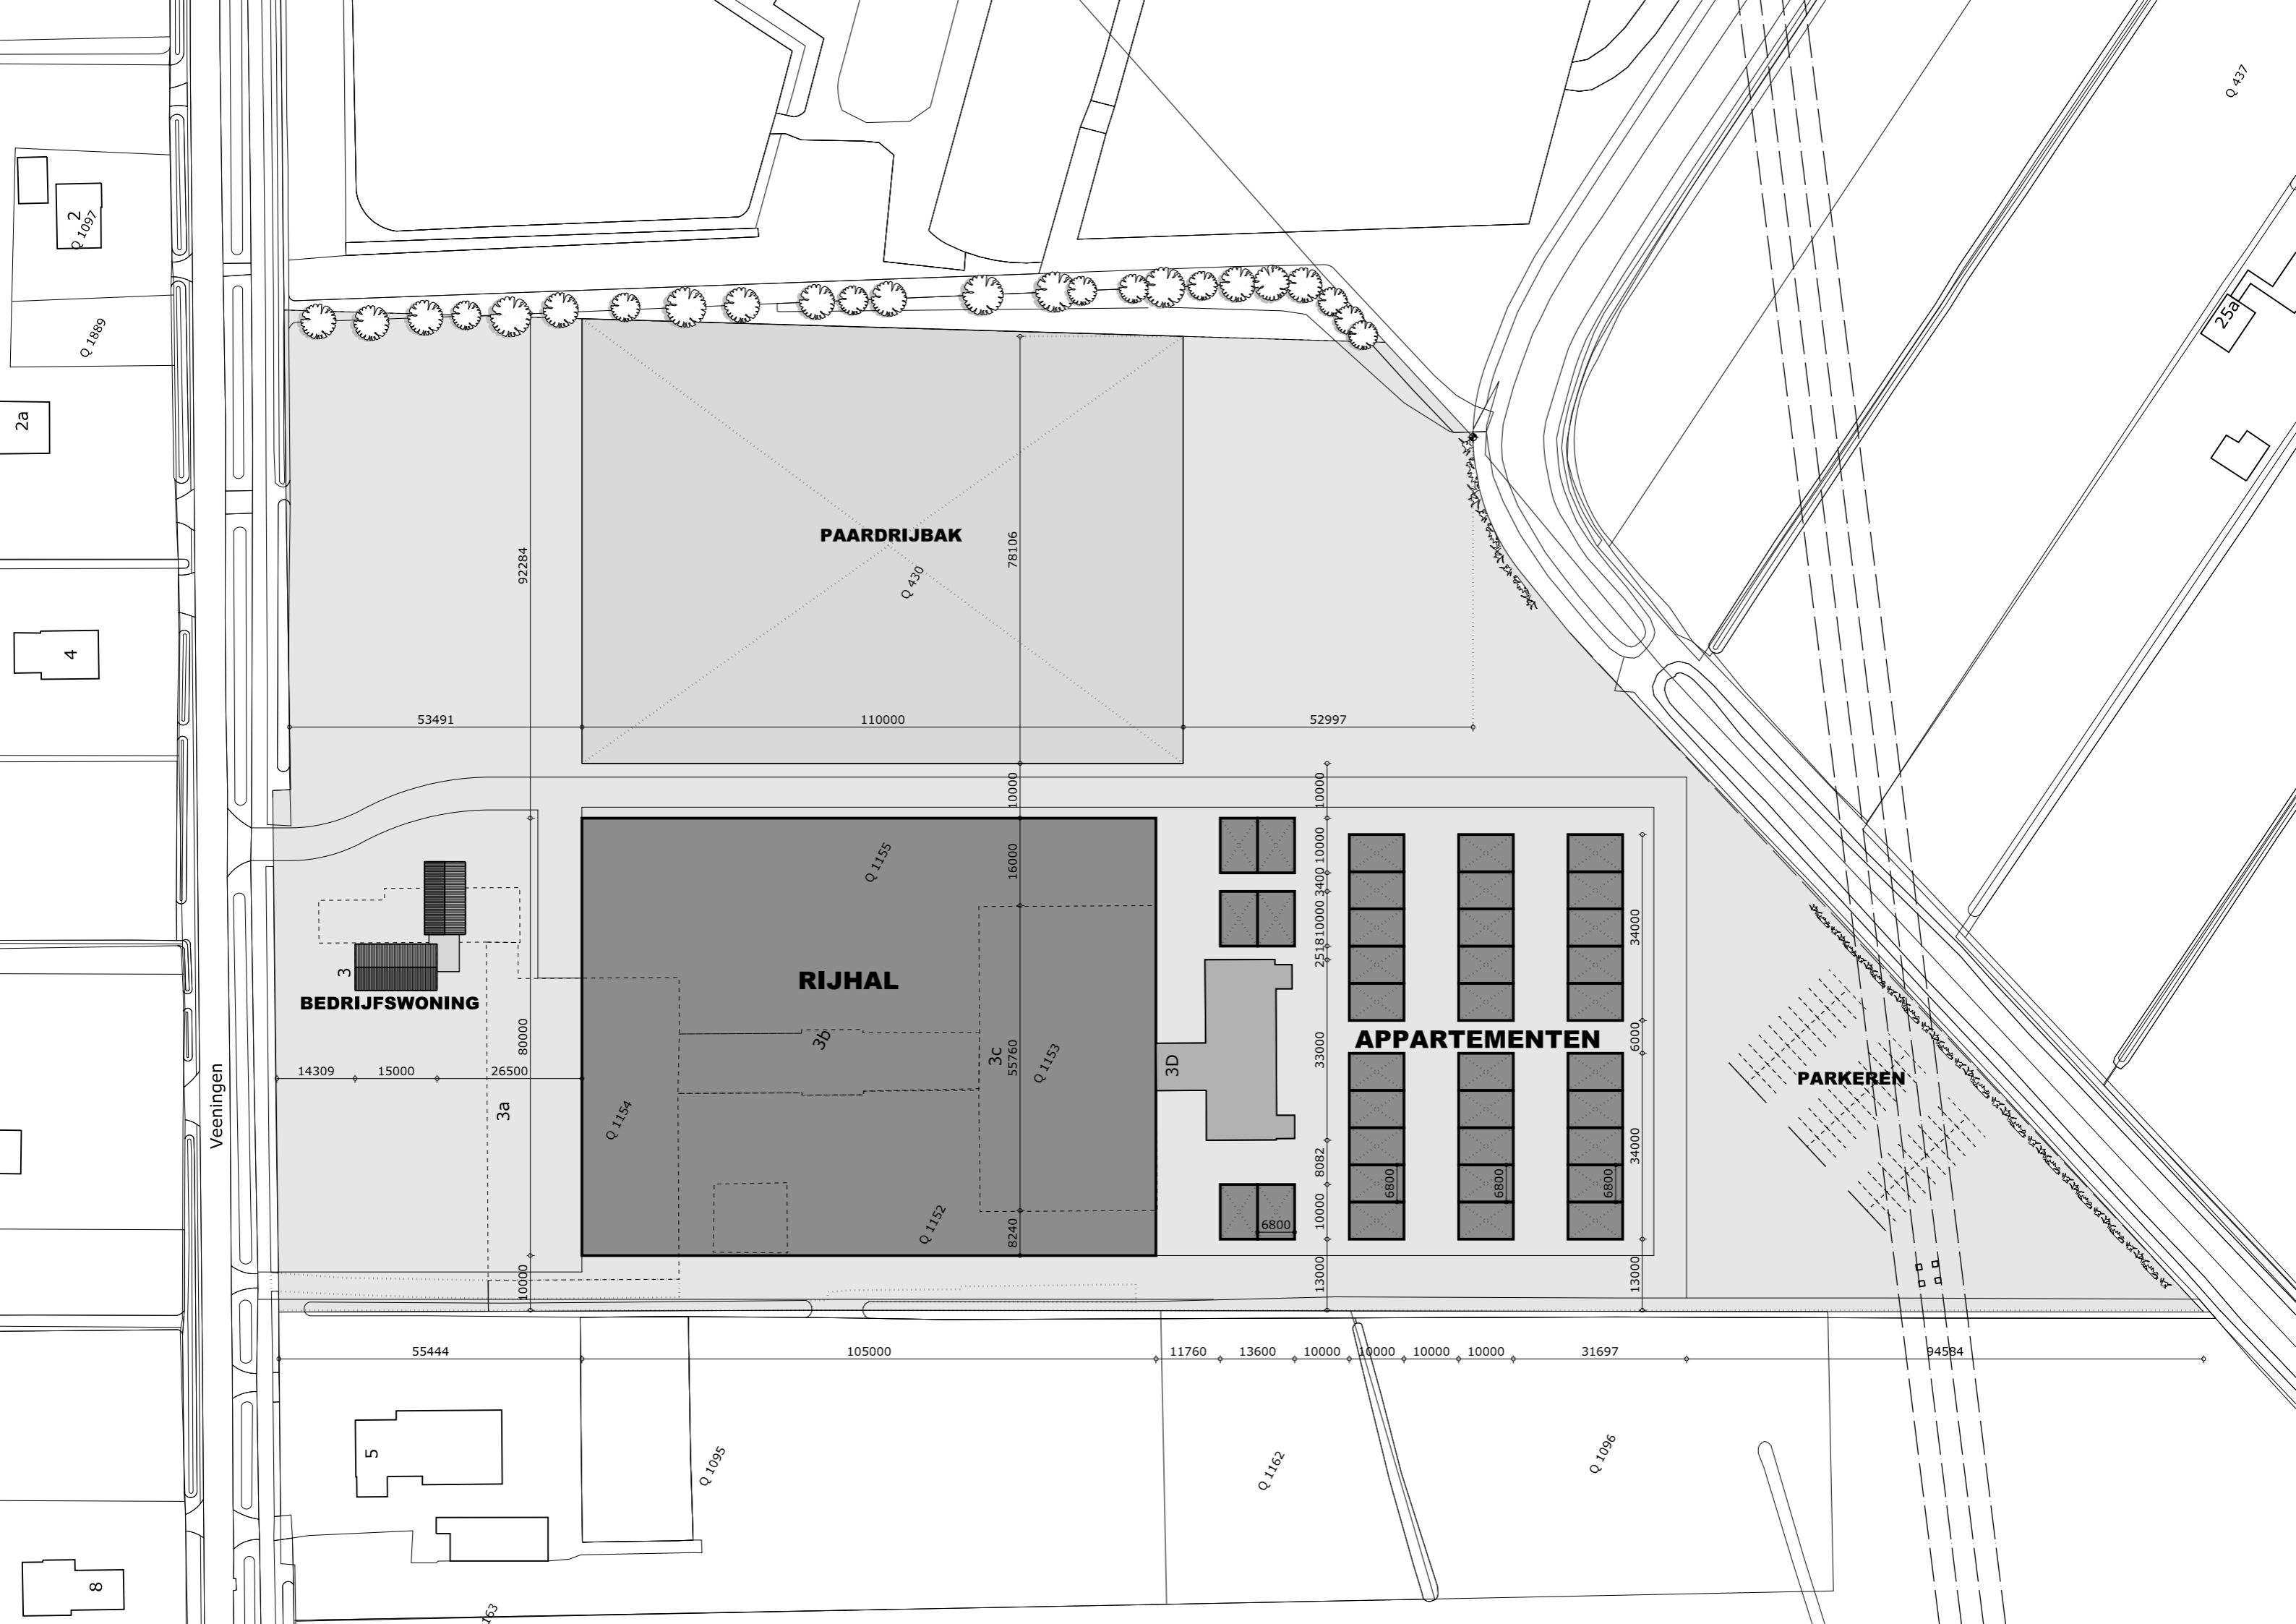 Q 437
2
Q 1097
25a
Q 1889
2a
PAARDRIJBAK
92284
78106
Q 430
4
53491
110000
52997
10000
10000
10000
16000
Q 1155
3400
34000
10000
2518
3
RIJHAL
BEDRIJFSWONING
80000
3b
3c
55760
Q 1153
3D
33000
APPARTEMENTEN
6000
14309
15000
26500
PARKEREN
3a
Veeningen
Q 1154
8082
34000
6800
6800
6800
Q 1152
8240
10000
6800
10000
13000
13000
55444
105000
11760
13600
10000
10000
10000
10000
31697
94584
5
Q 1095
Q 1162
Q 1096
8
163